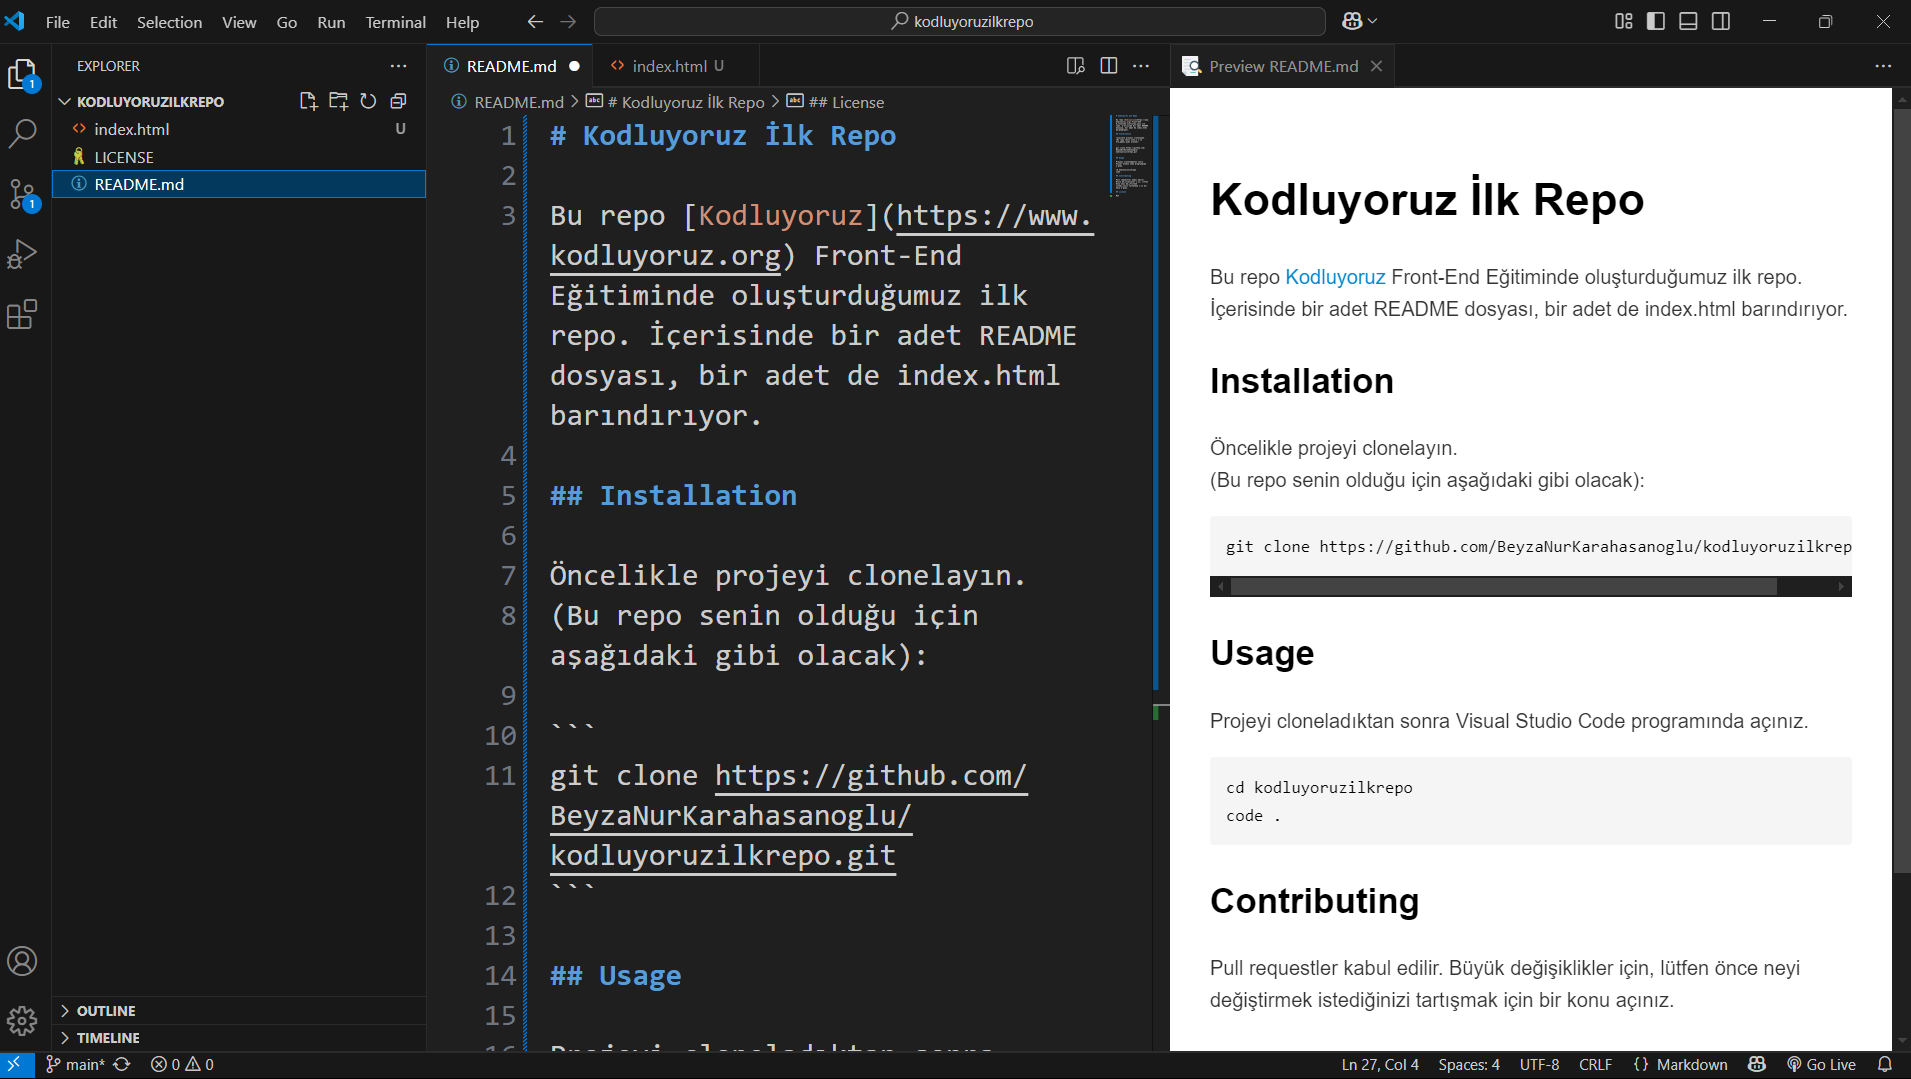 File Edit Selection View Go Run Terminal Help
kodluyoruzilkrepo
EXPLORER
KODLUYORUZILKREPO
index.html U
LICENSE
README.md
OUTLINE
TIMELINE
README.md
index.html U
README.md > # Kodluyoruz İlk Repo > ## License
1 # Kodluyoruz İlk Repo
2
3 Bu repo [Kodluyoruz](https://www.
kodluyoruz.org) Front-End
Eğitiminde oluşturduğumuz ilk
repo. İçerisinde bir adet README
dosyası, bir adet de index.html
barındırıyor.
4
5 ## Installation
6
7 Öncelikle projeyi clonelayın.
8 (Bu repo senin olduğu için
aşağıdaki gibi olacak):
9
10 ```
11 git clone https://github.com/
BeyzaNurKarahasanoglu/
kodluyoruzilkrepo.git
12 ```
13
14 ## Usage
15
16 Projeyi cloneladıktan sonra
Preview README.md
Kodluyoruz İlk Repo
Bu repo Kodluyoruz Front-End Eğitiminde oluşturduğumuz ilk repo.
İçerisinde bir adet README dosyası, bir adet de index.html barındırıyor.
Installation
Öncelikle projeyi clonelayın.
(Bu repo senin olduğu için aşağıdaki gibi olacak):
git clone https://github.com/BeyzaNurKarahasanoglu/kodluyoruzilkrep
Usage
Projeyi cloneladıktan sonra Visual Studio Code programında açınız.
cd kodluyoruzilkrepo
code .
Contributing
Pull requestler kabul edilir. Büyük değişiklikler için, lütfen önce neyi
değiştirmek istediğinizi tartışmak için bir konu açınız.
1
1
main* 0 0 Ln 27, Col 4 Spaces: 4 UTF-8 CRLF {} Markdown Go Live